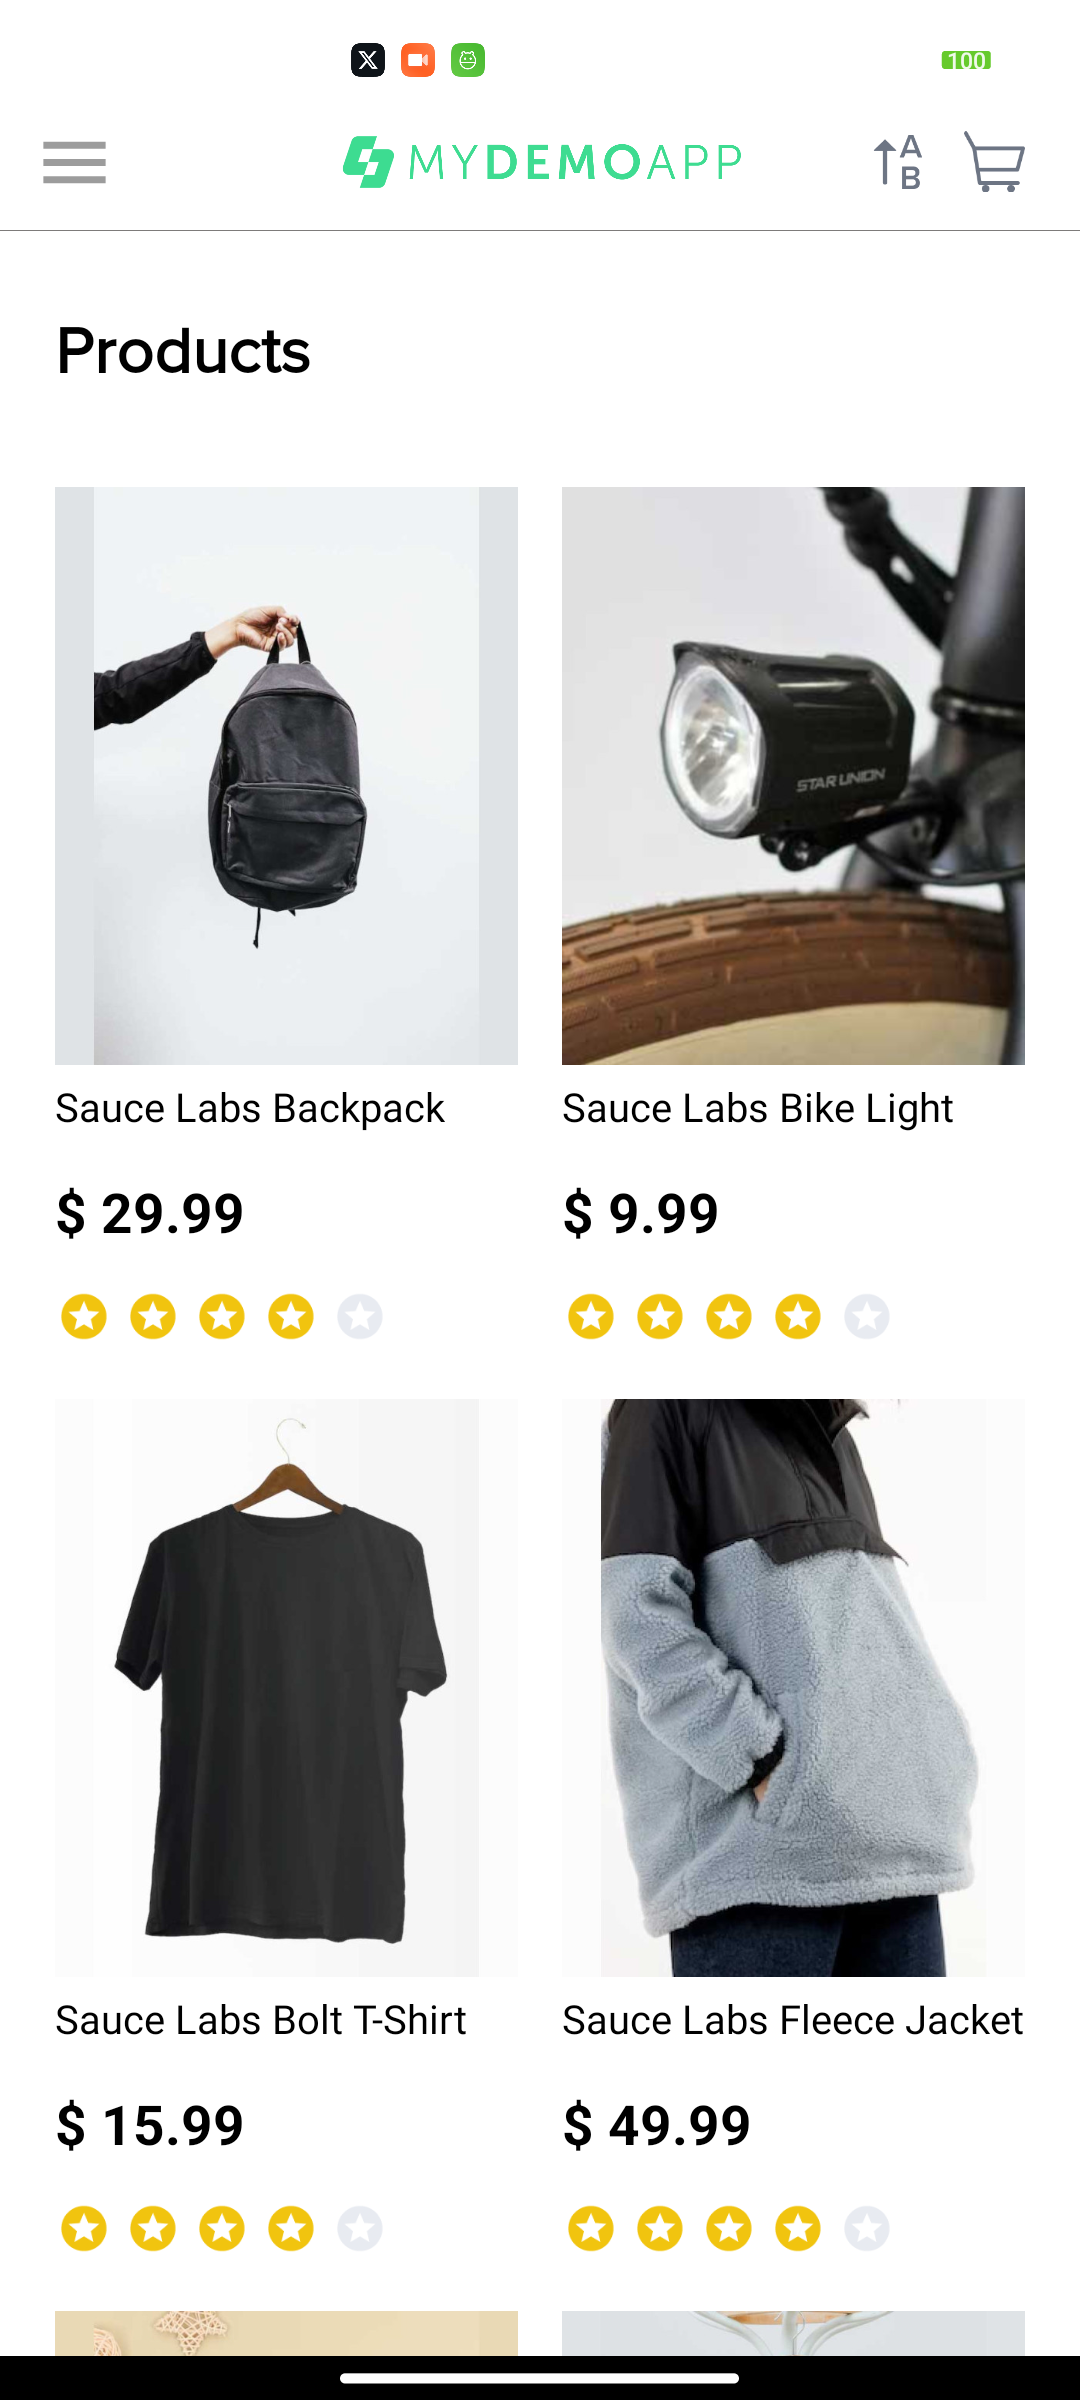 100
MYDEMOAPP
A
B
Products
STAR UNION
Sauce Labs Backpack
Sauce Labs Bike Light
$ 29.99
$ 9.99
Sauce Labs Bolt T-Shirt
Sauce Labs Fleece Jacket
$ 15.99
$ 49.99